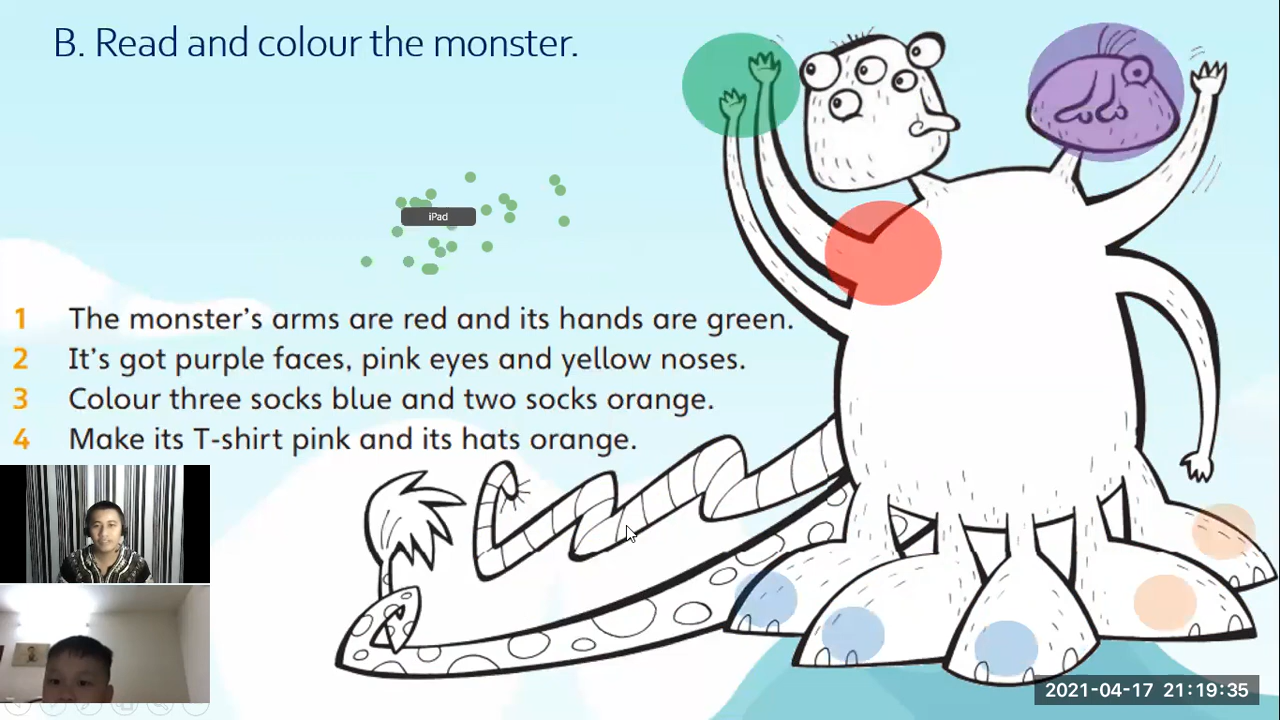 B. Read and colour the monster.
iPad
1 The monster's arms are red and its hands are green.
2 It's got purple faces, pink eyes and yellow noses.
3 Colour three socks blue and two socks orange.
4 Make its T-shirt pink and its hats orange.
2021-04-17 21:19:35